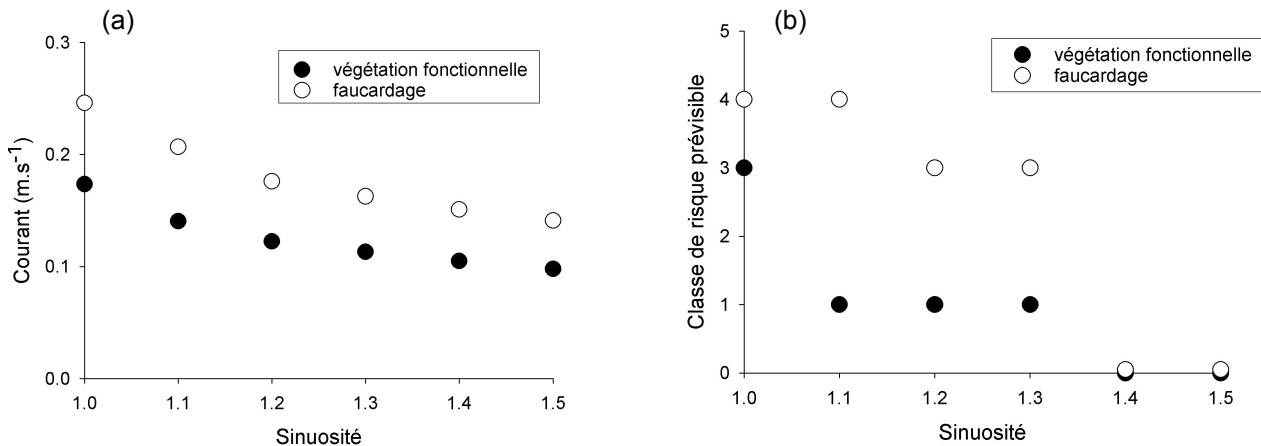 (a)
végétation fonctionnelle
faucardage
Courant (m.s⁻¹)
0.3
0.2
0.1
0.0
1.0 1.1 1.2 1.3 1.4 1.5
Sinuosité
(b)
végétation fonctionnelle
faucardage
Classe de risque prévisible
5
4
3
2
1
0
1.0 1.1 1.2 1.3 1.4 1.5
Sinuosité